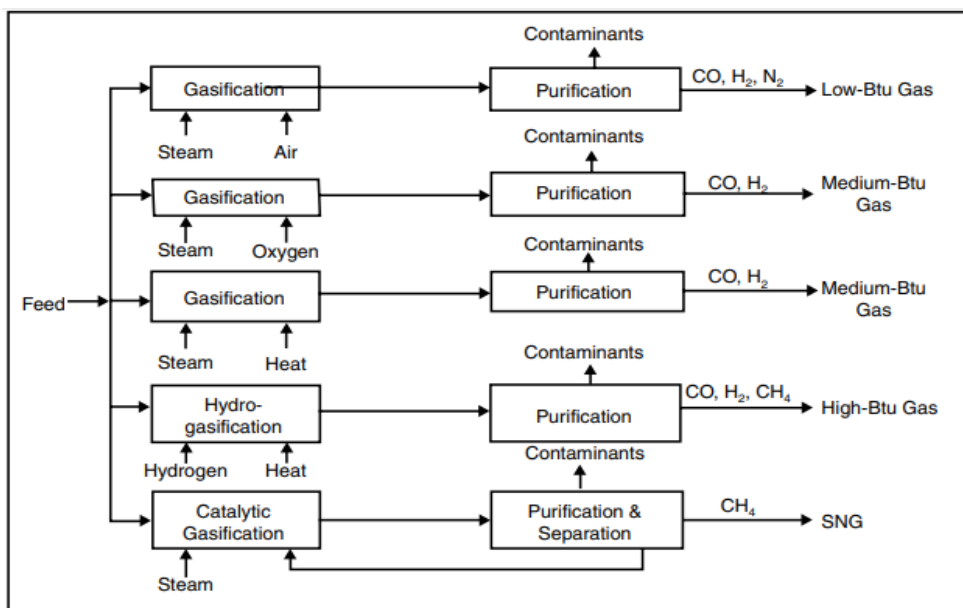 Contaminants
Gasification
Purification
CO, H₂, N₂
Low-Btu Gas
Steam
Air
Contaminants
Gasification
Purification
CO, H₂
Medium-Btu
Gas
Steam
Oxygen
Contaminants
Feed
Gasification
Purification
CO, H₂
Medium-Btu
Gas
Steam
Heat
Contaminants
Hydro-
gasification
Purification
CO, H₂, CH₄
High-Btu Gas
Hydrogen
Heat
Contaminants
Catalytic
Gasification
Purification &
Separation
CH₄
SNG
Steam